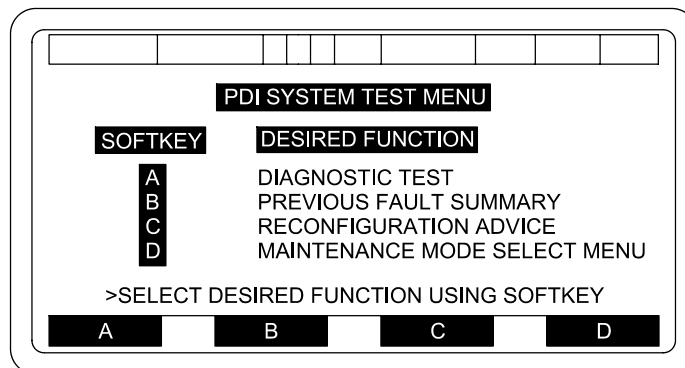 PDI SYSTEM TEST MENU
SOFTKEY DESIRED FUNCTION
A DIAGNOSTIC TEST
B PREVIOUS FAULT SUMMARY
C RECONFIGURATION ADVICE
D MAINTENANCE MODE SELECT MENU
>SELECT DESIRED FUNCTION USING SOFTKEY
A B C D